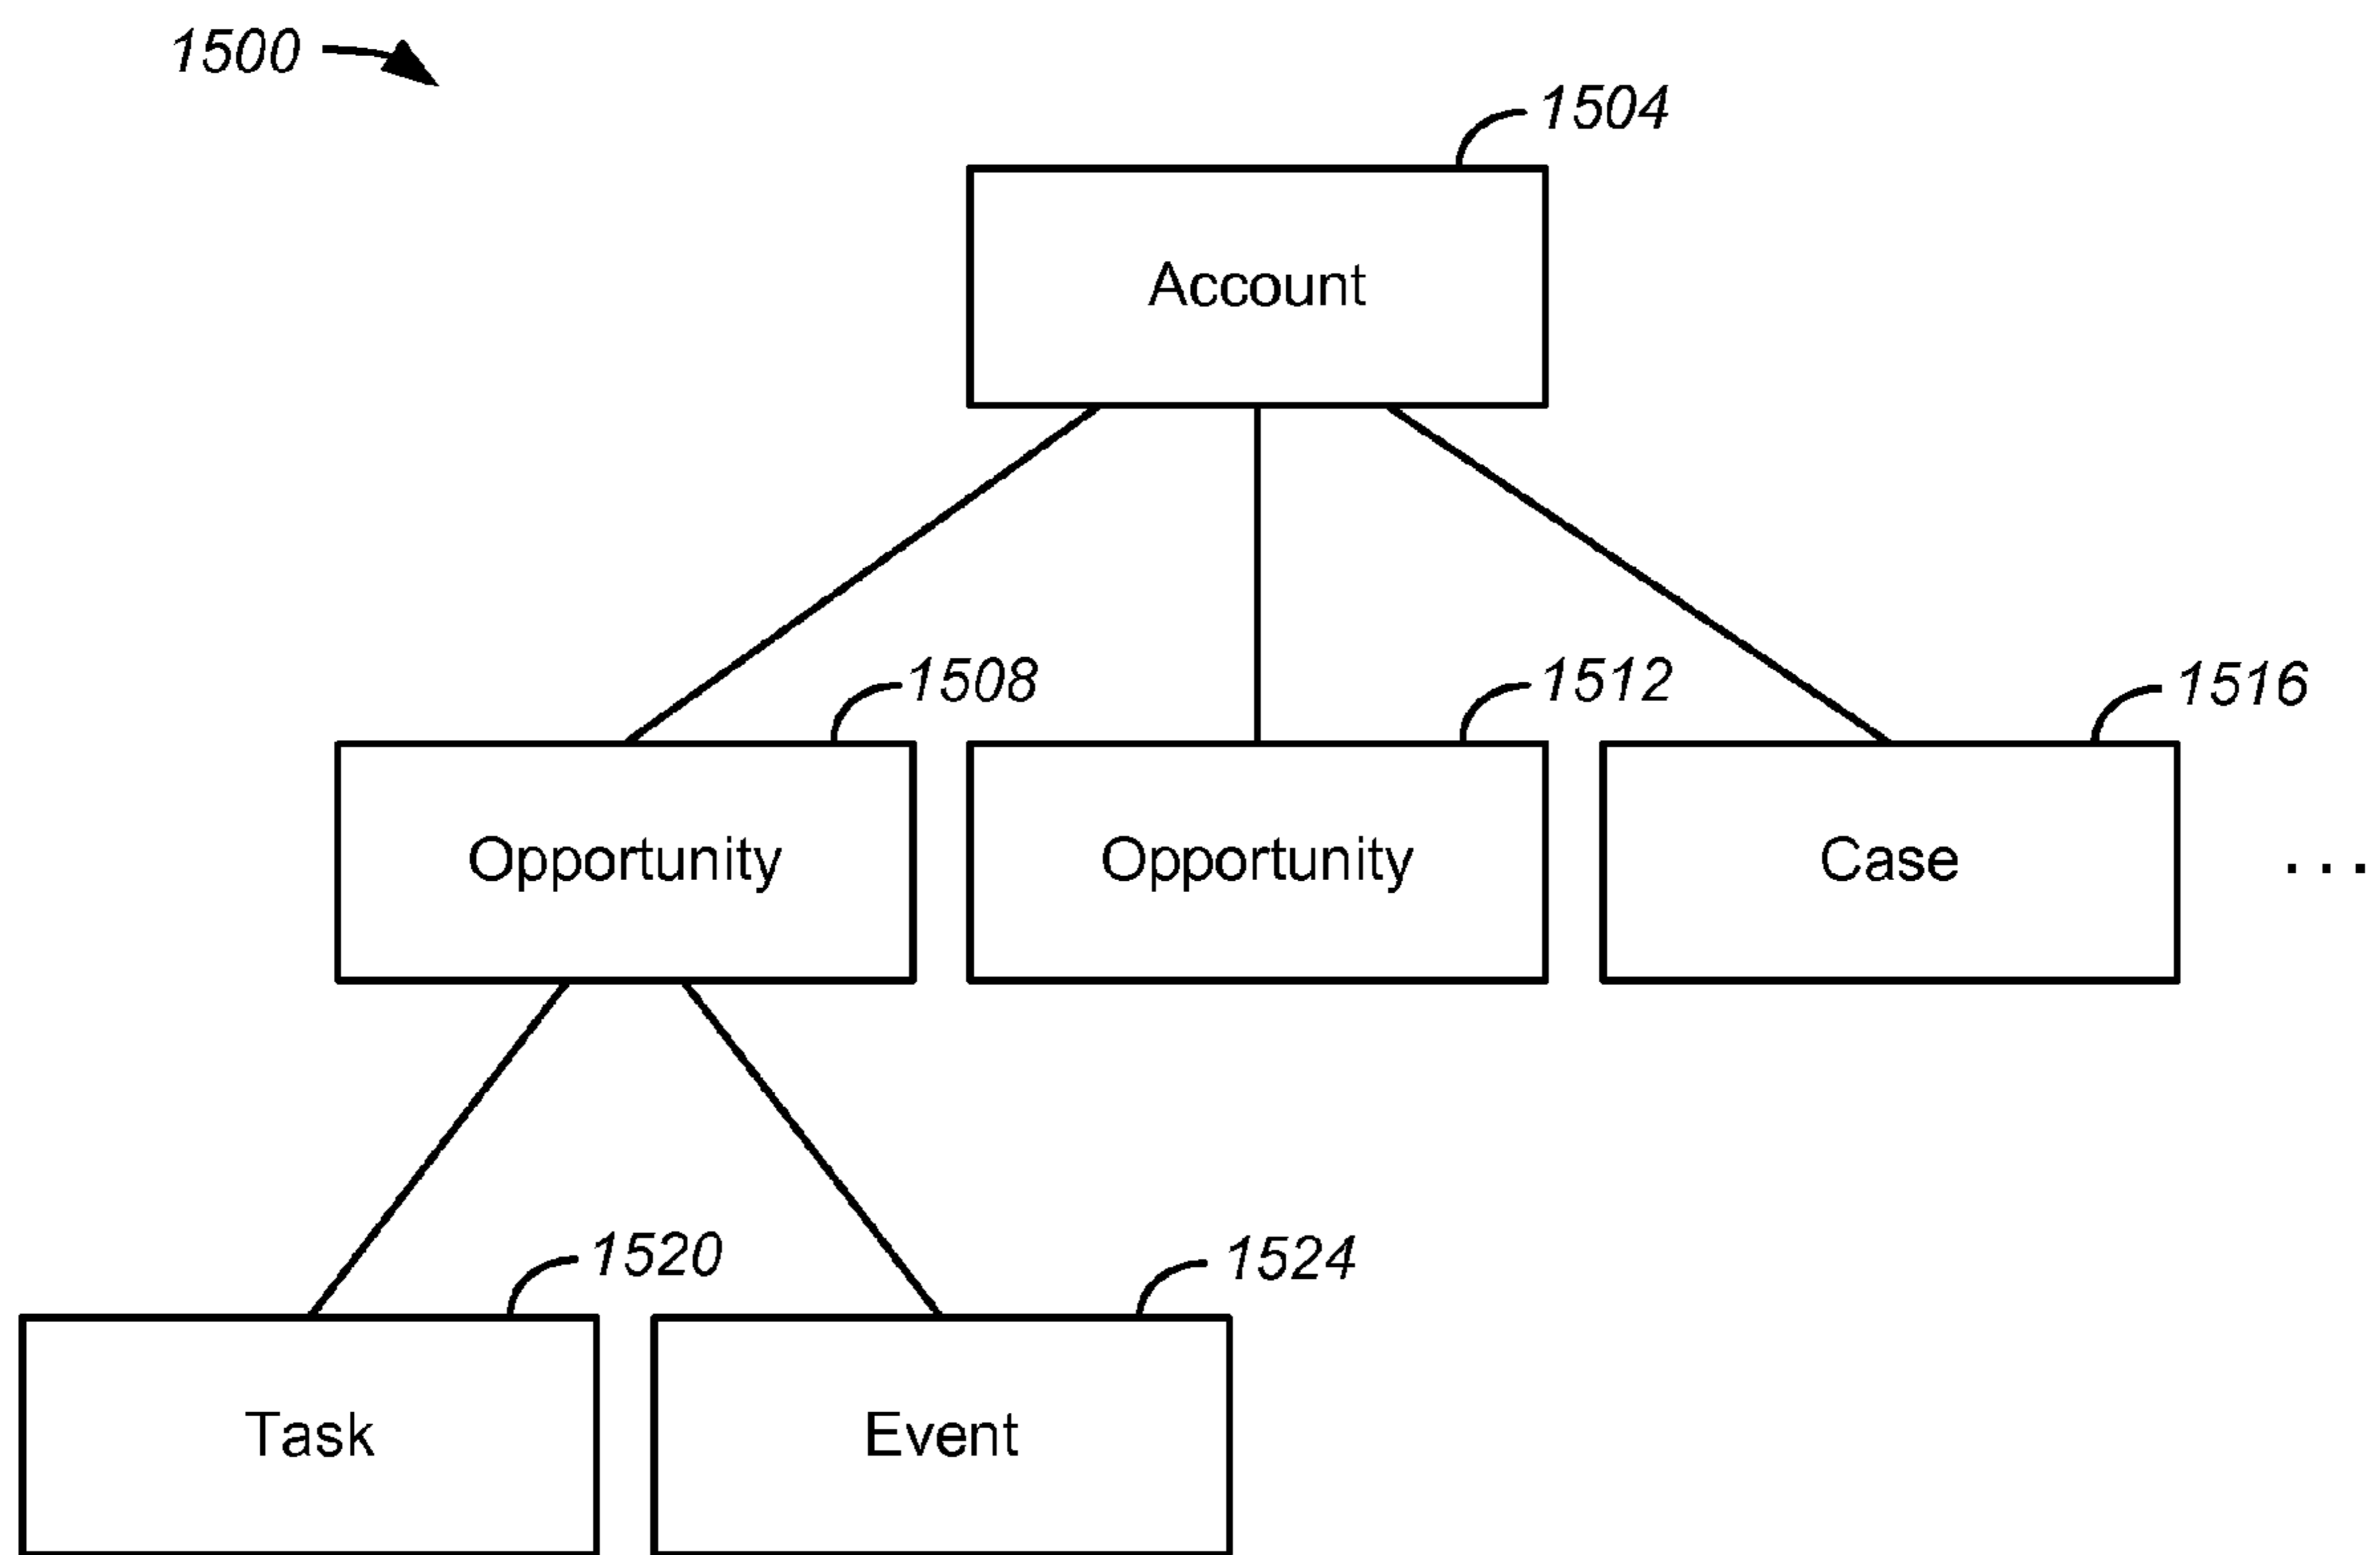 1500
1504
Account
1508
1512
1516
Opportunity
Opportunity
Case
...
1520
1524
Task
Event